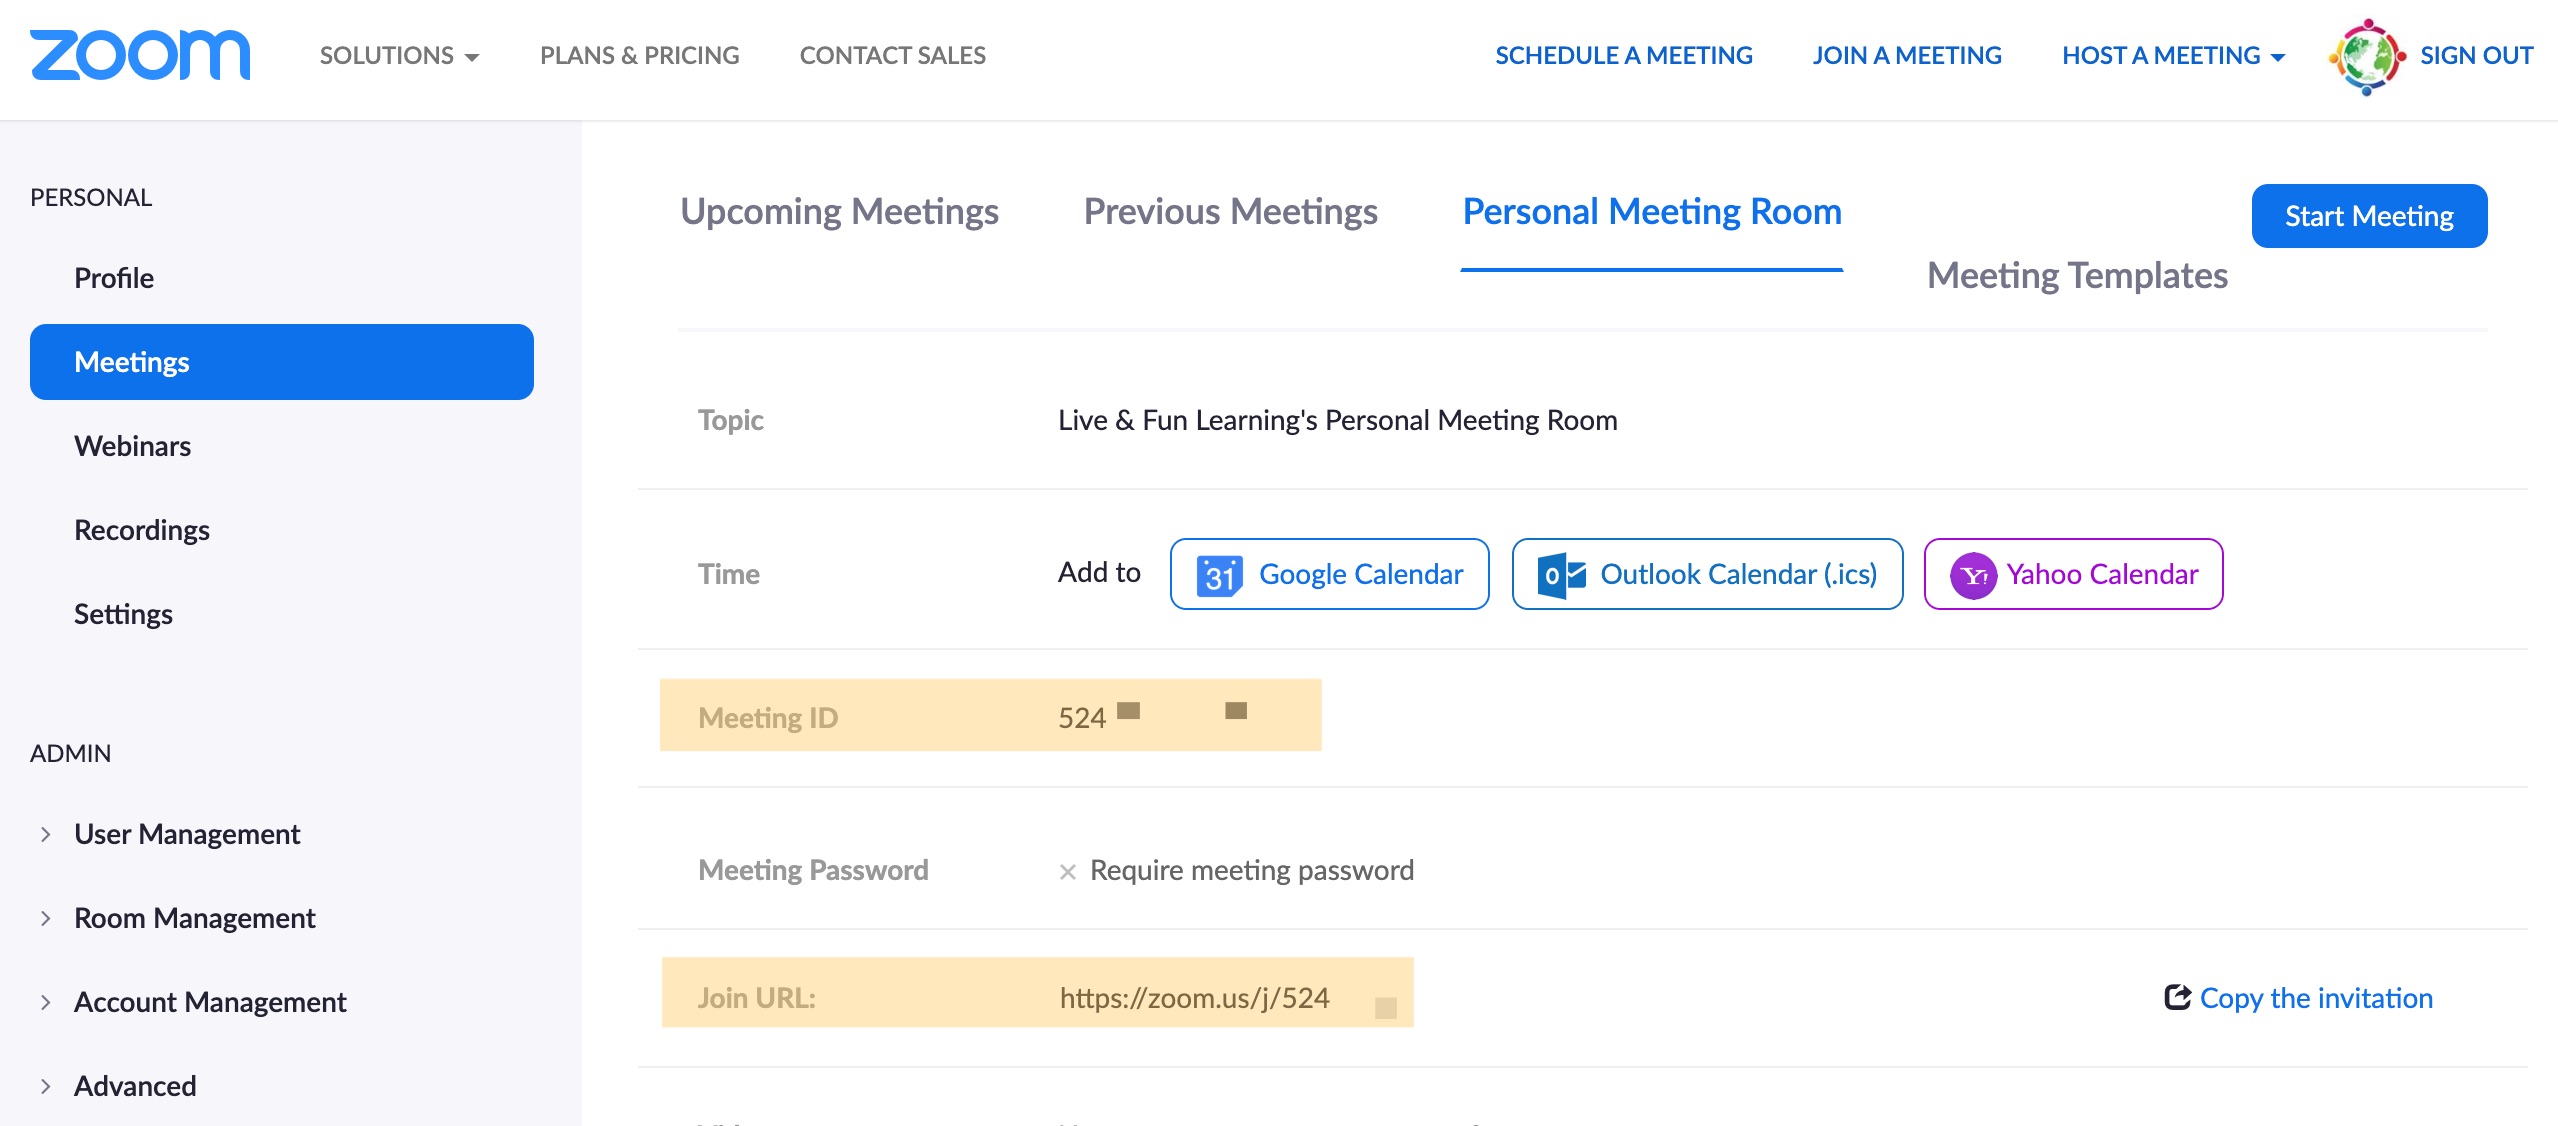 zoom
SOLUTIONS
PLANS & PRICING
CONTACT SALES
SCHEDULE A MEETING
JOIN A MEETING
HOST A MEETING
SIGN OUT
PERSONAL
Profile
Meetings
Webinars
Recordings
Settings
ADMIN
User Management
Room Management
Account Management
Advanced
Upcoming Meetings
Previous Meetings
Personal Meeting Room
Meeting Templates
Start Meeting
Topic
Live & Fun Learning's Personal Meeting Room
Time
Add to
31 Google Calendar
Outlook Calendar (.ics)
Y! Yahoo Calendar
Meeting ID
524
Meeting Password
× Require meeting password
Join URL:
https://zoom.us/j/524
Copy the invitation